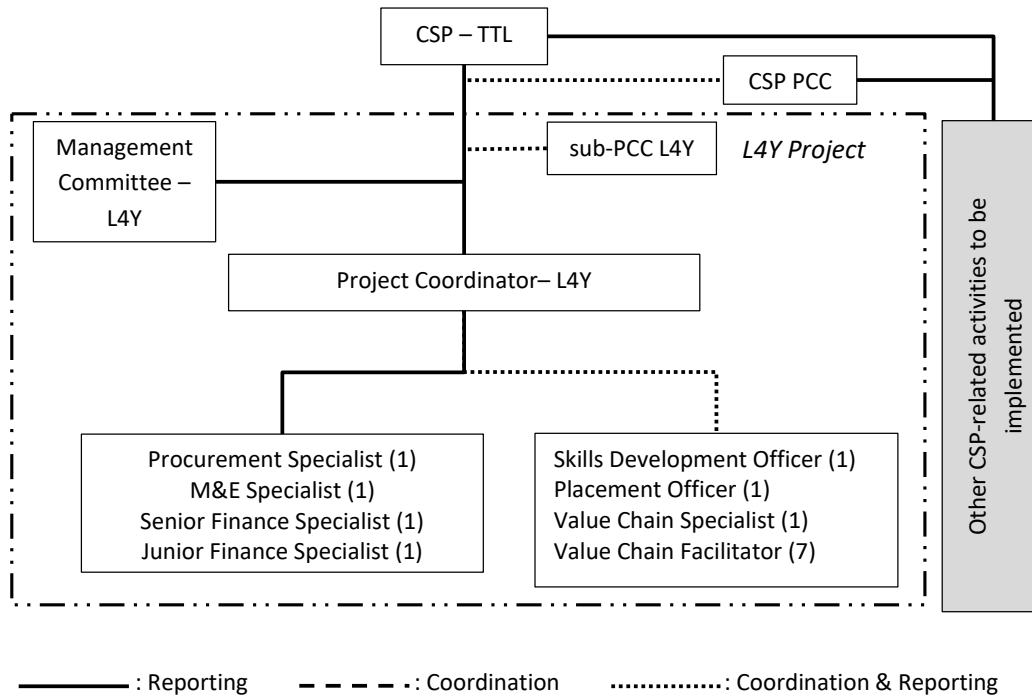 CSP – TTL
CSP PCC
Management
Committee –
L4Y
sub-PCC L4Y
L4Y Project
Project Coordinator– L4Y
Procurement Specialist (1)
M&E Specialist (1)
Senior Finance Specialist (1)
Junior Finance Specialist (1)
Skills Development Officer (1)
Placement Officer (1)
Value Chain Specialist (1)
Value Chain Facilitator (7)
Other CSP-related activities to be
implemented
: Reporting
: Coordination
: Coordination & Reporting